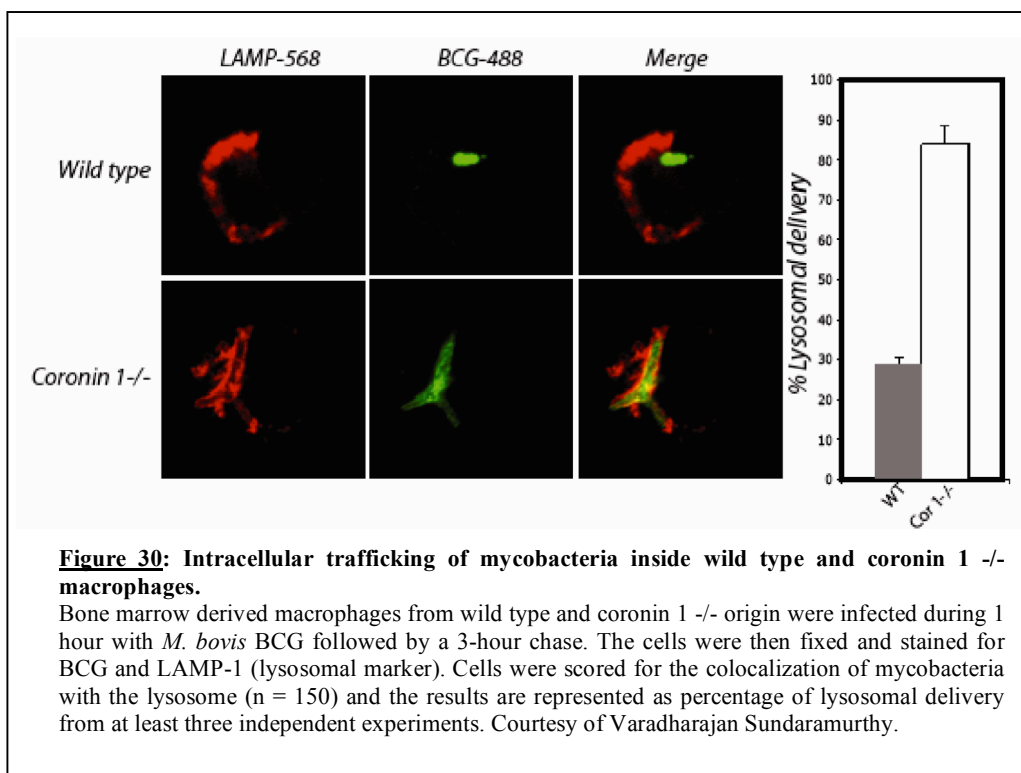 LAMP-568 BCG-488 Merge
Wild type
Coronin 1-/-
% Lysosomal delivery
100
90
80
70
60
50
40
30
20
10
0
WT
Cor 1-/-
Figure 30: Intracellular trafficking of mycobacteria inside wild type and coronin 1 -/-
macrophages.
Bone marrow derived macrophages from wild type and coronin 1 -/- origin were infected during 1
hour with M. bovis BCG followed by a 3-hour chase. The cells were then fixed and stained for
BCG and LAMP-1 (lysosomal marker). Cells were scored for the colocalization of mycobacteria
with the lysosome (n = 150) and the results are represented as percentage of lysosomal delivery
from at least three independent experiments. Courtesy of Varadharajan Sundaramurthy.